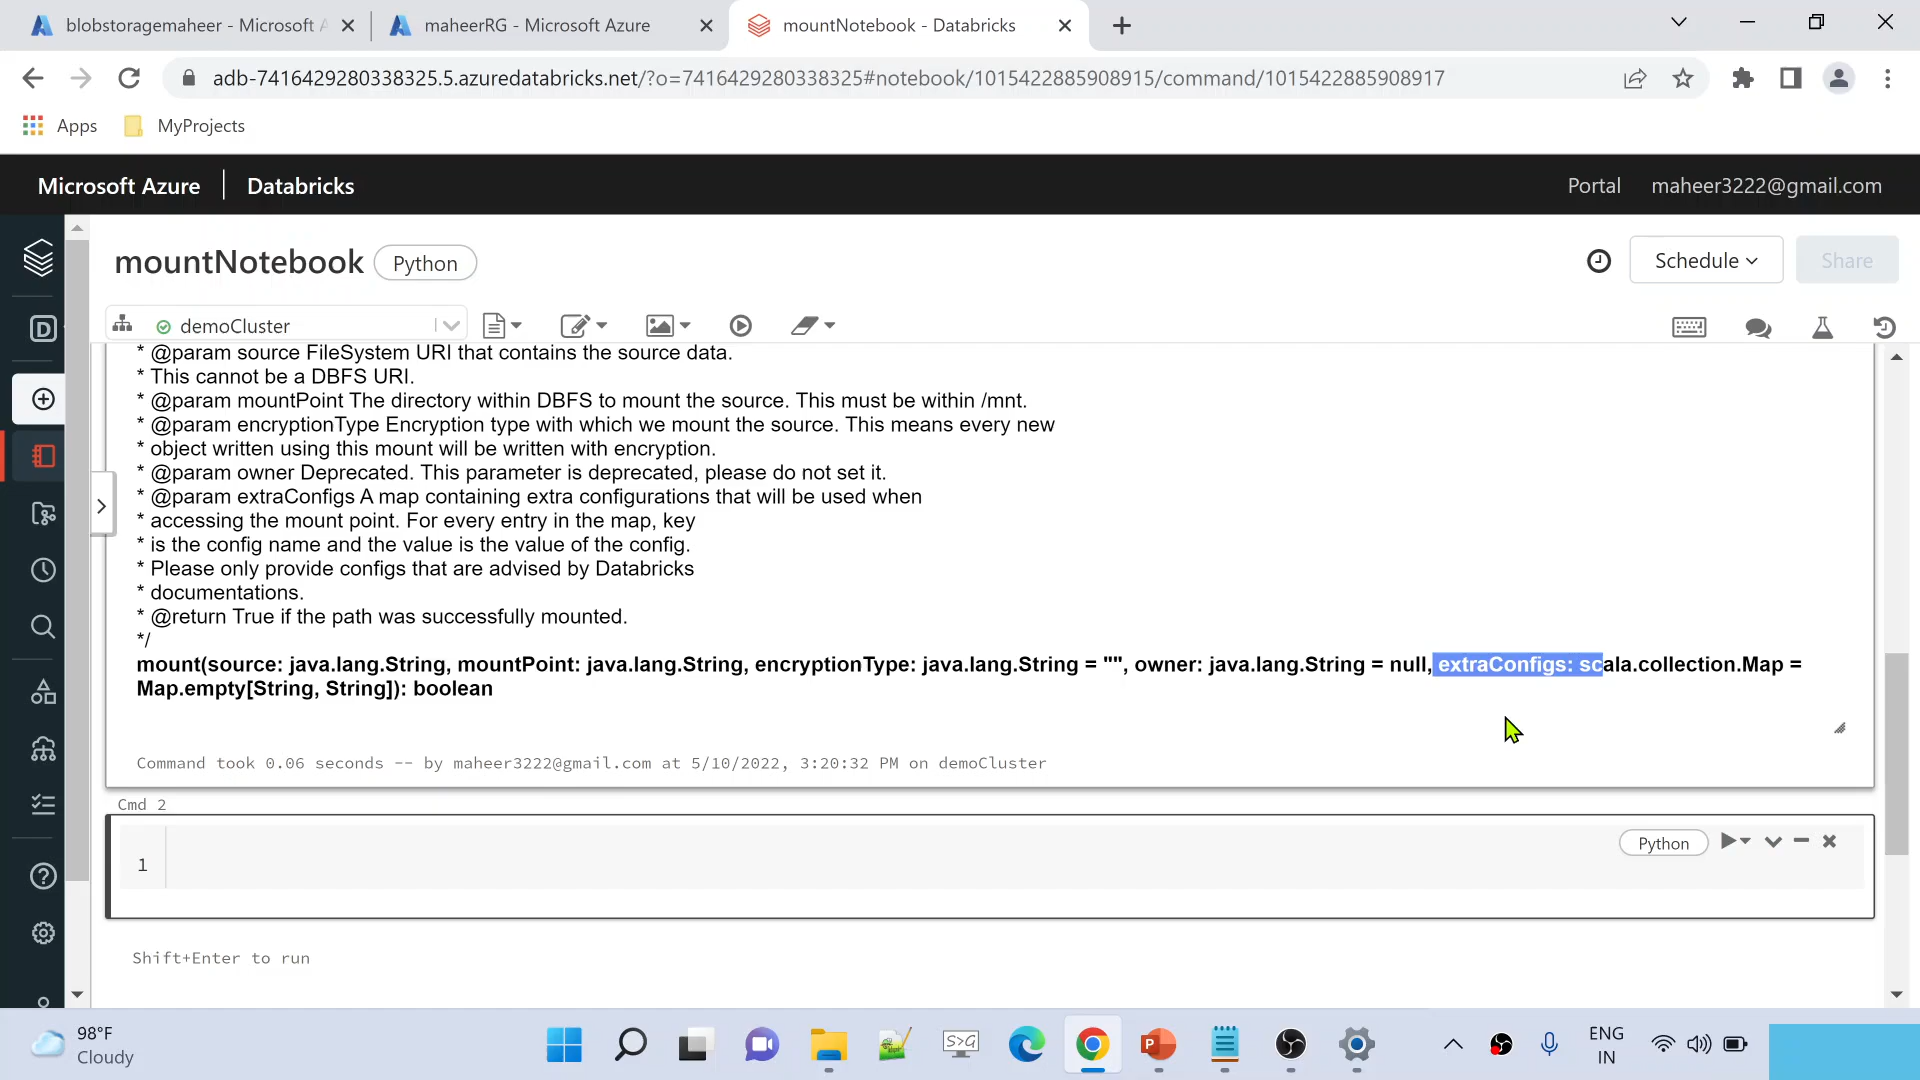 blobstoragemaheer - Microsoft A
maheerRG - Microsoft Azure
mountNotebook - Databricks
adb-7416429280338325.5.azuredatabricks.net/?o=7416429280338325#notebook/1015422885908915/command/1015422885908917
Apps
MyProjects
Microsoft Azure
Databricks
Portal
maheer3222@gmail.com
mountNotebook
Python
Schedule
Share
D
demoCluster
* @param source FileSystem URI that contains the source data.
* This cannot be a DBFS URI.
* @param mountPoint The directory within DBFS to mount the source. This must be within /mnt.
* @param encryptionType Encryption type with which we mount the source. This means every new
* object written using this mount will be written with encryption.
* @param owner Deprecated. This parameter is deprecated, please do not set it.
* @param extraConfigs A map containing extra configurations that will be used when
* accessing the mount point. For every entry in the map, key
* is the config name and the value is the value of the config.
* Please only provide configs that are advised by Databricks
* documentations.
* @return True if the path was successfully mounted.
*/
mount(source: java.lang.String, mountPoint: java.lang.String, encryptionType: java.lang.String = "", owner: java.lang.String = null, extraConfigs: scala.collection.Map =
Map.empty[String, String]): boolean
Command took 0.06 seconds -- by maheer3222@gmail.com at 5/10/2022, 3:20:32 PM on demoCluster
Cmd 2
Python
1
Shift+Enter to run
98°F
Cloudy
S>G
P
ENG
IN